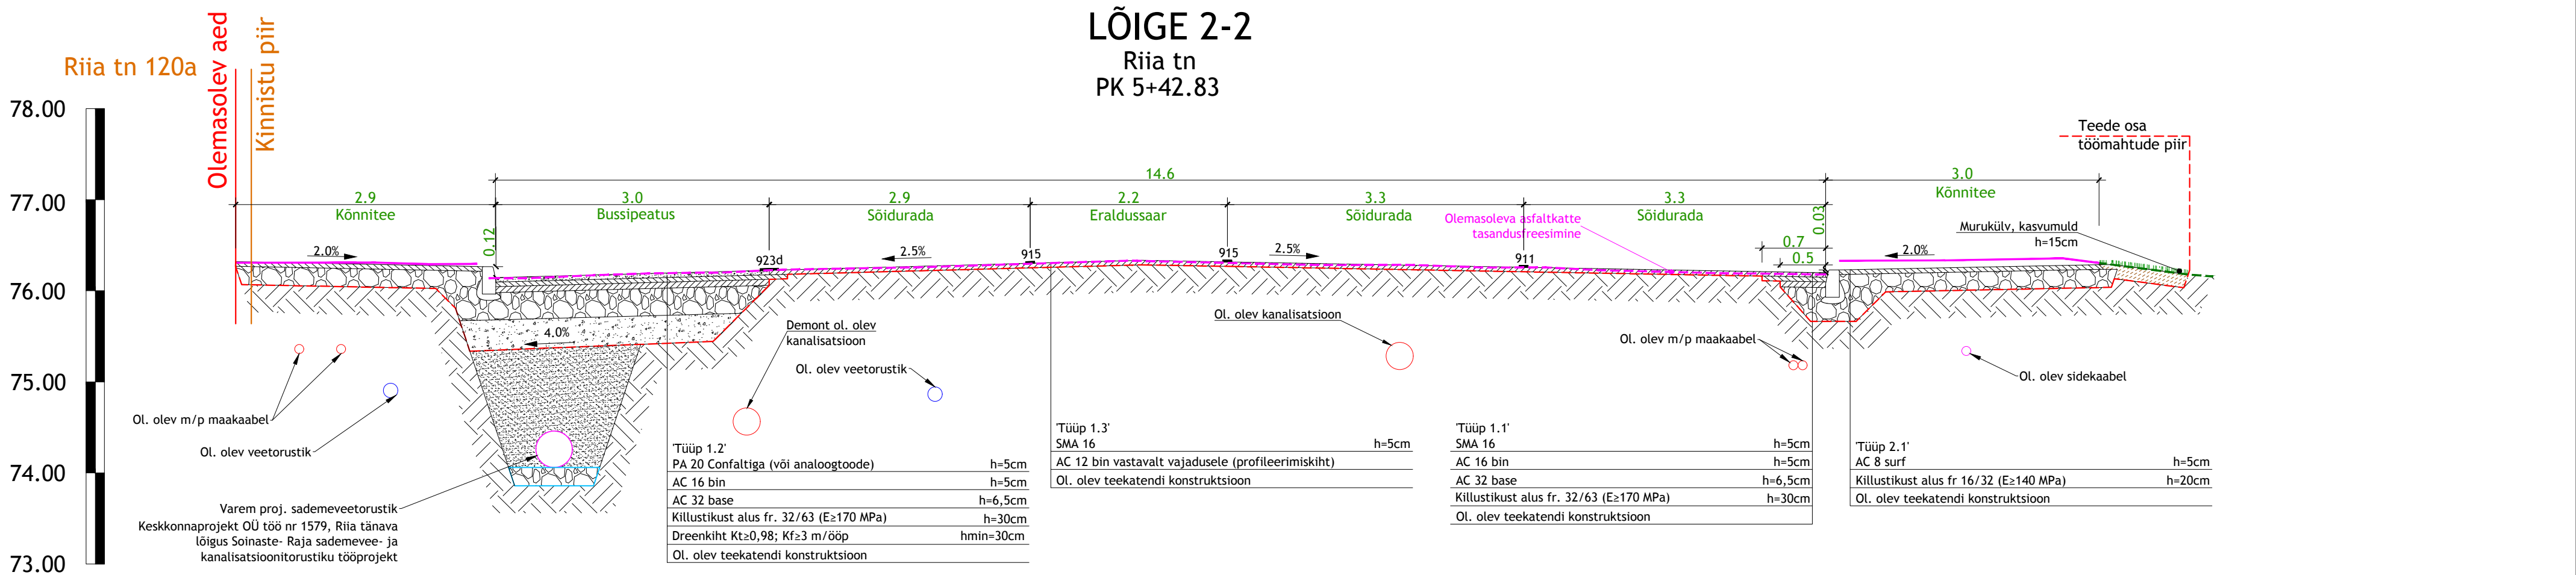 LÕIGE 2-2
Riia tn
PK 5+42.83
Riia tn 120a
Olemasolev aed
Kinnistu piir
78.00
77.00
76.00
75.00
74.00
73.00
Teede osa
töömahtude piir
14.6
2.9
Kõnnitee
3.0
Bussipeatus
2.9
Sõidurada
2.2
Eraldussaar
3.3
Sõidurada
3.3
Sõidurada
3.0
Kõnnitee
0.12
0.03
0.7
0.5
Olemasoleva asfaltkatte
tasandusfreesimine
Murukülv, kasvumuld
h=15cm
2.0%
923d
2.5%
915
915
2.5%
911
2.0%
4.0%
Demont ol. olev
kanalisatsioon
Ol. olev veetorustik
Ol. olev kanalisatsioon
Ol. olev m/p maakaabel
Ol. olev sidekaabel
Ol. olev m/p maakaabel
Ol. olev veetorustik
Varem proj. sademeveetorustik
Keskkonnaprojekt OÜ töö nr 1579, Riia tänava
lõigus Soinaste- Raja sademevee- ja
kanalisatsioonitorustiku tööprojekt
'Tüüp 1.2'
PA 20 Confaltiga (või analoogtoode) h=5cm
AC 16 bin h=5cm
AC 32 base h=6,5cm
Killustikust alus fr. 32/63 (E≥170 MPa) h=30cm
Dreenkiht Kt≥0,98; Kf≥3 m/ööp hmin=30cm
Ol. olev teekatendi konstruktsioon
'Tüüp 1.3'
SMA 16 h=5cm
AC 12 bin vastavalt vajadusele (profileerimiskiht)
Ol. olev teekatendi konstruktsioon
'Tüüp 1.1'
SMA 16 h=5cm
AC 16 bin h=5cm
AC 32 base h=6,5cm
Killustikust alus fr. 32/63 (E≥170 MPa) h=30cm
Ol. olev teekatendi konstruktsioon
'Tüüp 2.1'
AC 8 surf h=5cm
Killustikust alus fr 16/32 (E≥140 MPa) h=20cm
Ol. olev teekatendi konstruktsioon